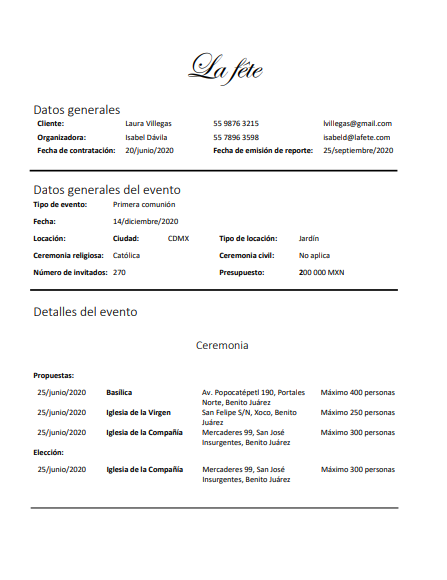 La fête
Datos generales
Cliente: Laura Villegas 55 9876 3215 lvillegas@gmail.com
Organizadora: Isabel Dávila 55 7896 3598 isabeld@lafete.com
Fecha de contratación: 20/junio/2020 Fecha de emisión de reporte: 25/septiembre/2020
Datos generales del evento
Tipo de evento: Primera comunión
Fecha: 14/diciembre/2020
Locación: Ciudad: CDMX Tipo de locación: Jardín
Ceremonia religiosa: Católica Ceremonia civil: No aplica
Número de invitados: 270 Presupuesto: 200 000 MXN
Detalles del evento
Ceremonia
Propuestas:
25/junio/2020 Basílica Av. Popocatépetl 190, Portales Máximo 400 personas
Norte, Benito Juárez
25/junio/2020 Iglesia de la Virgen San Felipe S/N, Xoco, Benito Máximo 250 personas
Juárez
25/junio/2020 Iglesia de la Compañía Mercaderes 99, San José Máximo 300 personas
Insurgentes, Benito Juárez
Elección:
25/junio/2020 Iglesia de la Compañía Mercaderes 99, San José Máximo 300 personas
Insurgentes, Benito Juárez